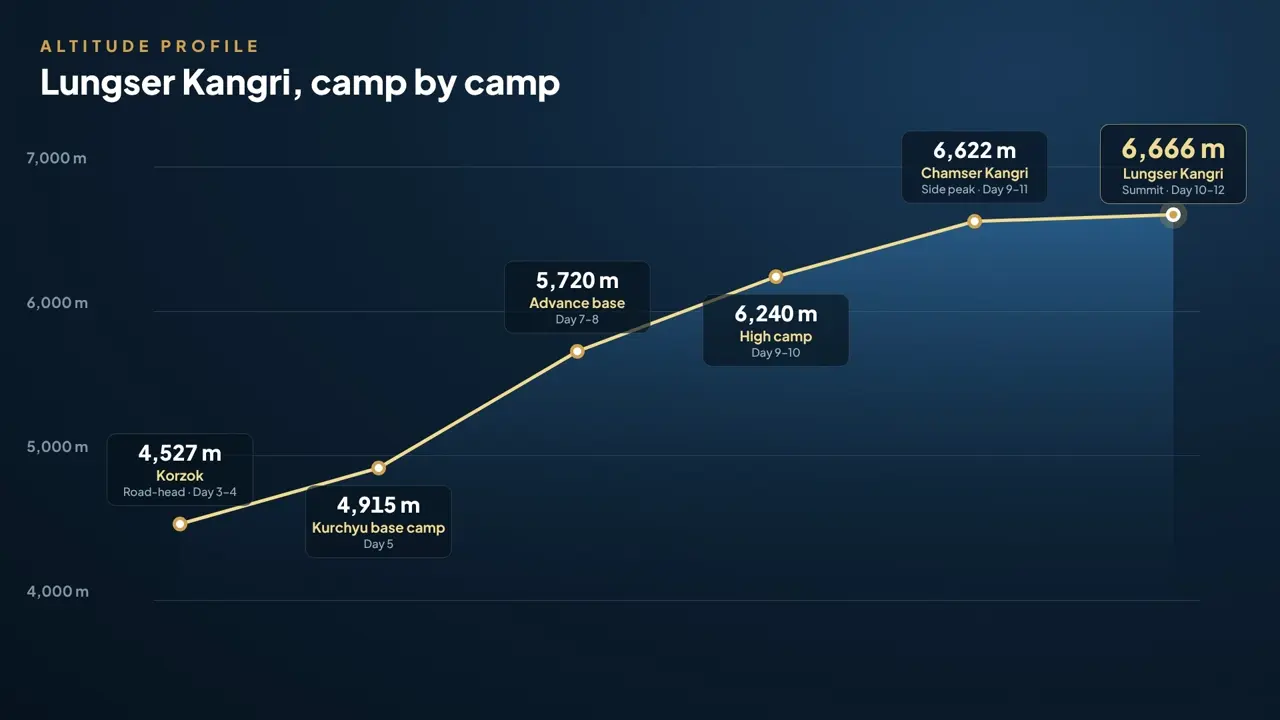 ALTITUDE PROFILE
Lungser Kangri, camp by camp
7,000 m
6,000 m
5,000 m
4,000 m
4,527 m
Korzok
Road-head · Day 3–4
4,915 m
Kurchyu base camp
Day 5
5,720 m
Advance base
Day 7–8
6,240 m
High camp
Day 9–10
6,622 m
Chamser Kangri
Side peak · Day 9–11
6,666 m
Lungser Kangri
Summit · Day 10–12